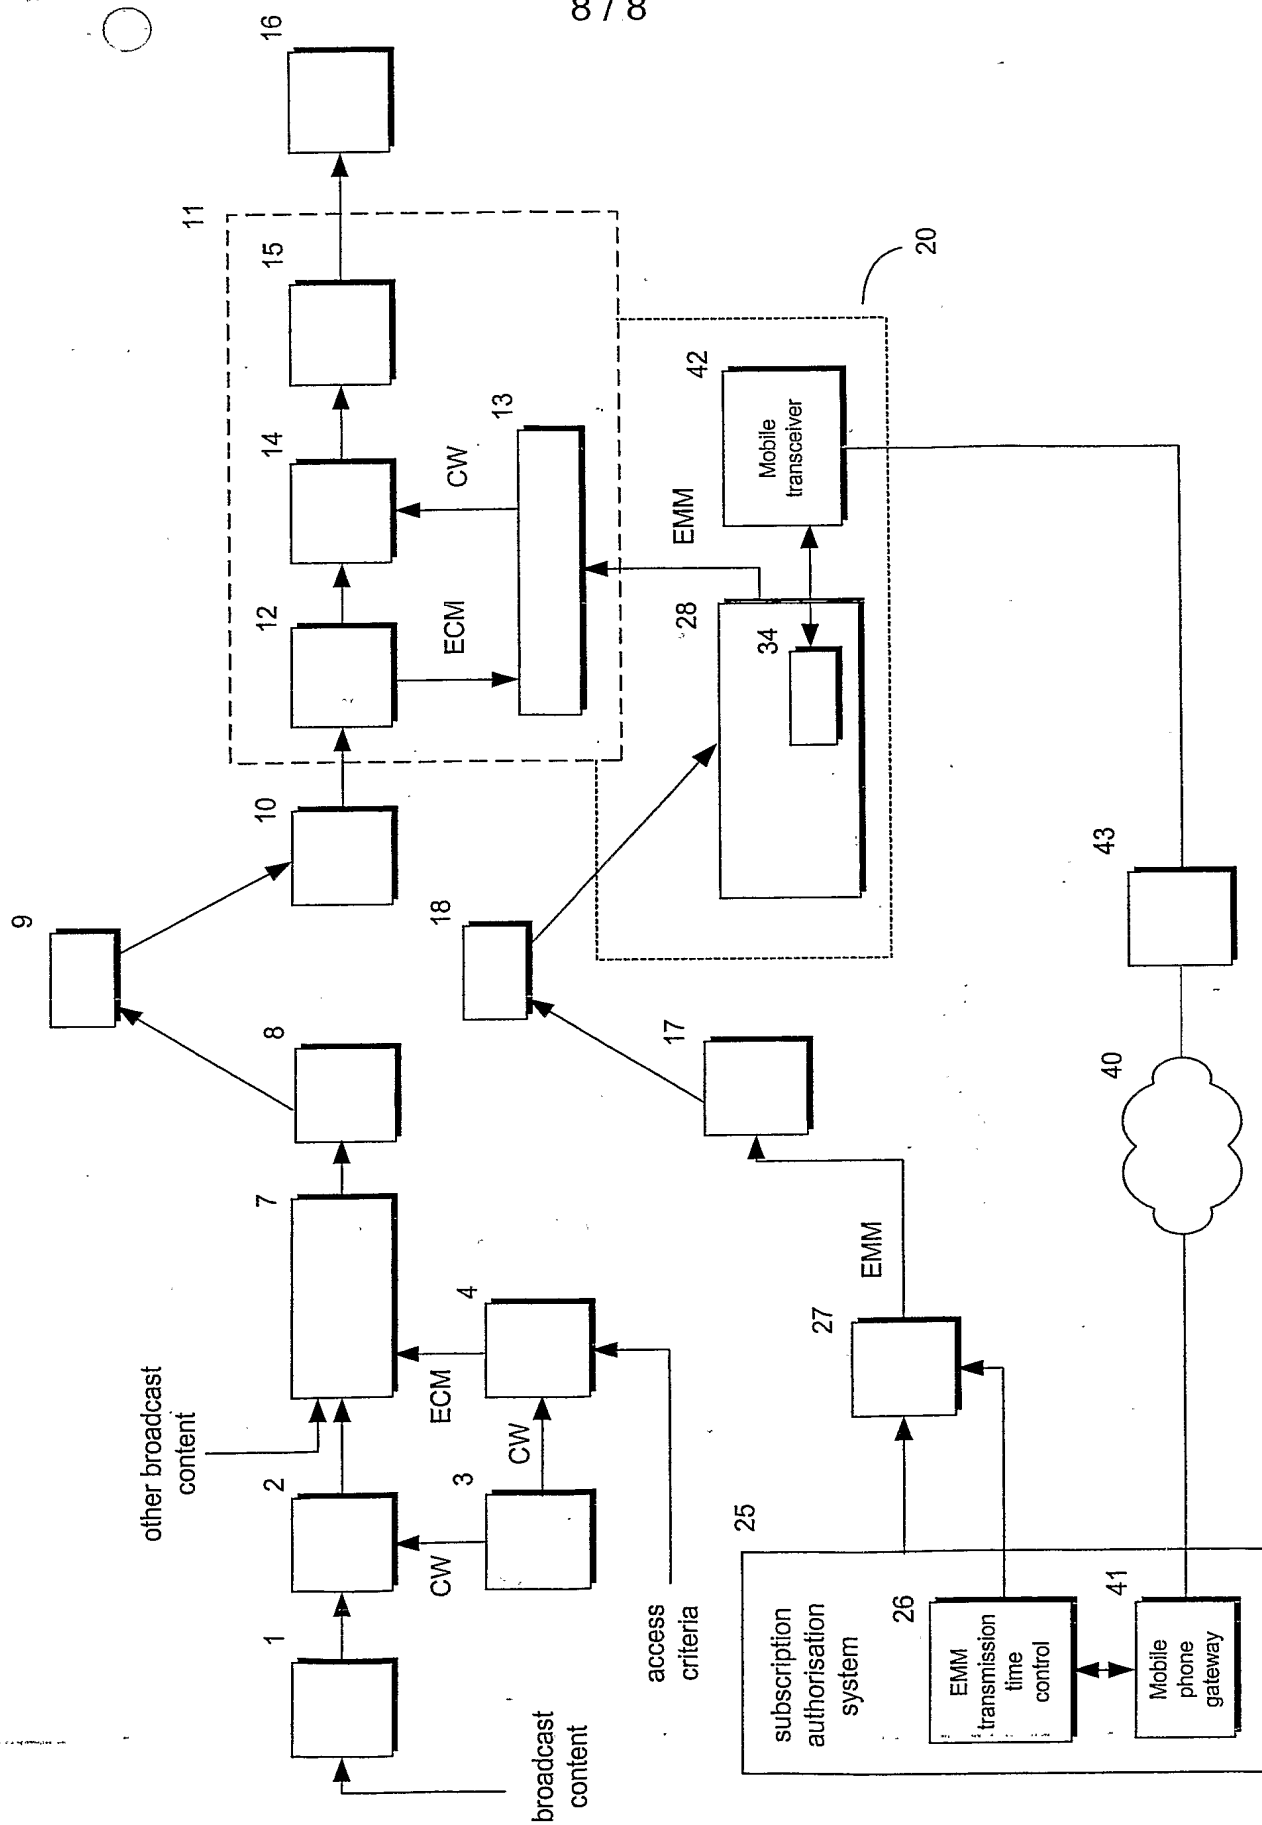 8 / 8
16
11
15
14
12
10
9
8
7
other broadcast
content
2
1
broadcast
content
CW
3
CW
4
ECM
access
criteria
13
CW
ECM
20
42
Mobile
transceiver
EMM
28
34
18
17
EMM
27
25
subscription
authorisation
system
26
EMM
transmission
time
control
41
Mobile
phone
gateway
40
43